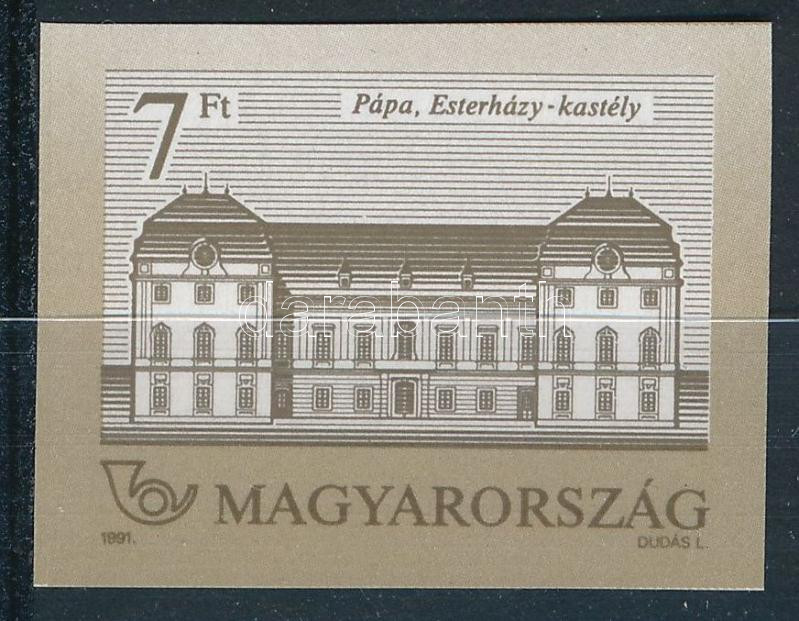 7 Ft
Pápa, Esterházy-kastély
darabanth
MAGYARORSZÁG
1991.
DUDÁS L.